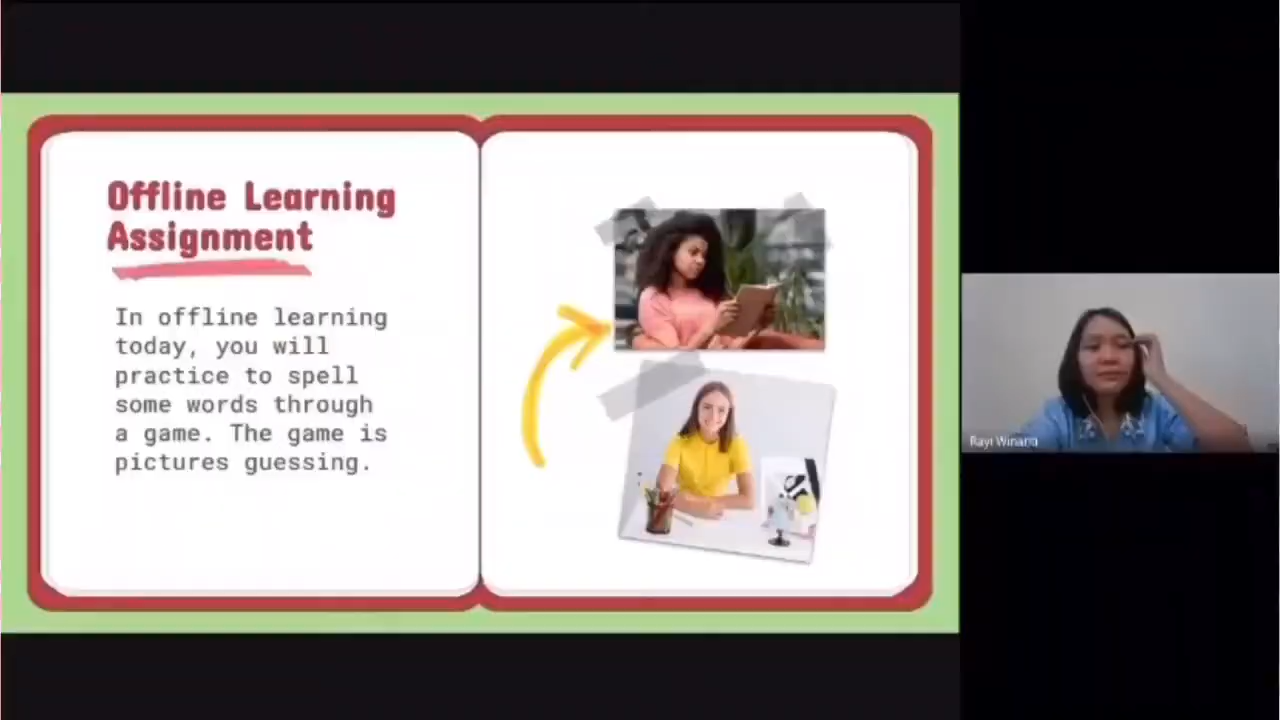 Offline Learning
Assignment
In offline learning
today, you will
practice to spell
some words through
a game. The game is
pictures guessing.
Rayi Winarid